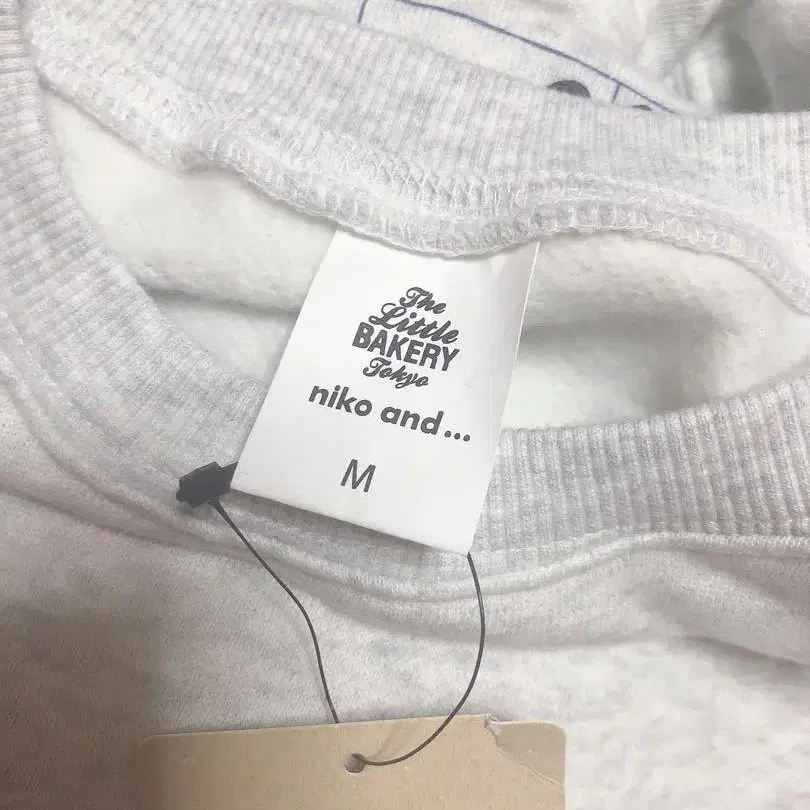 The
Little
BAKERY
Tokyo
niko and...
M